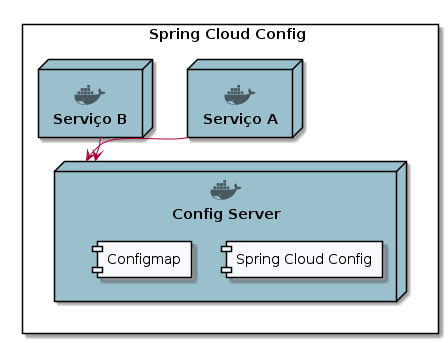 Spring Cloud Config
Serviço B
Serviço A
Config Server
Configmap
Spring Cloud Config